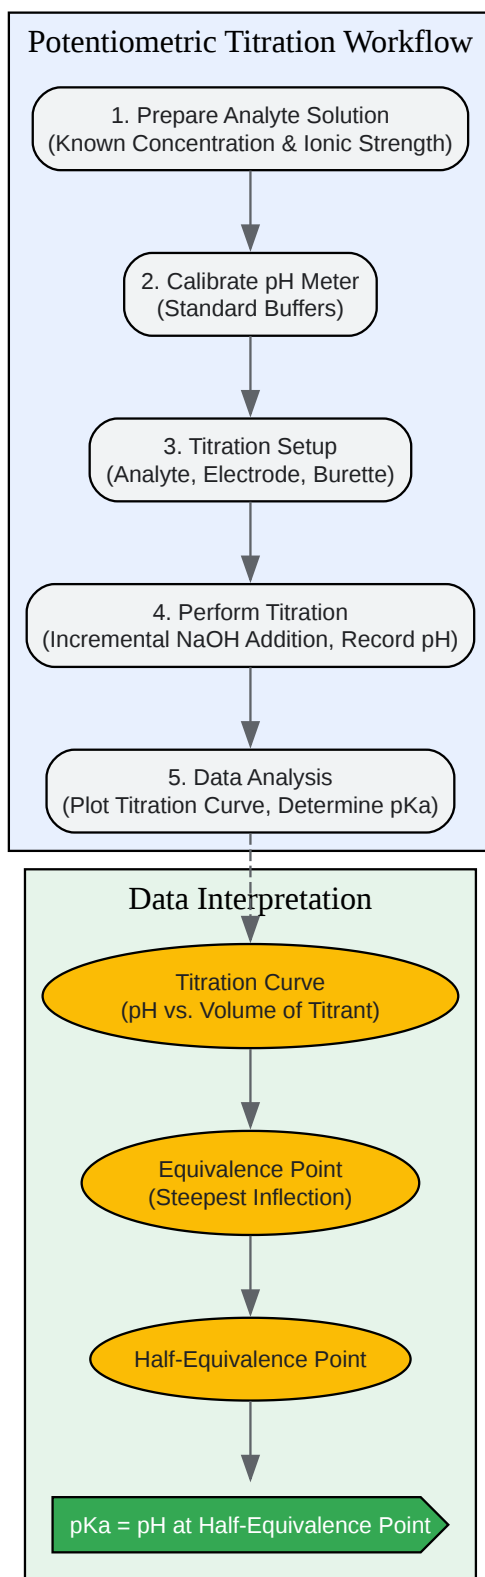 Potentiometric Titration Workflow
1. Prepare Analyte Solution
(Known Concentration & Ionic Strength)
2. Calibrate pH Meter
(Standard Buffers)
3. Titration Setup
(Analyte, Electrode, Burette)
4. Perform Titration
(Incremental NaOH Addition, Record pH)
5. Data Analysis
(Plot Titration Curve, Determine pKa)
Data Interpretation
Titration Curve
(pH vs. Volume of Titrant)
Equivalence Point
(Steepest Inflection)
Half-Equivalence Point
pKa = pH at Half-Equivalence Point